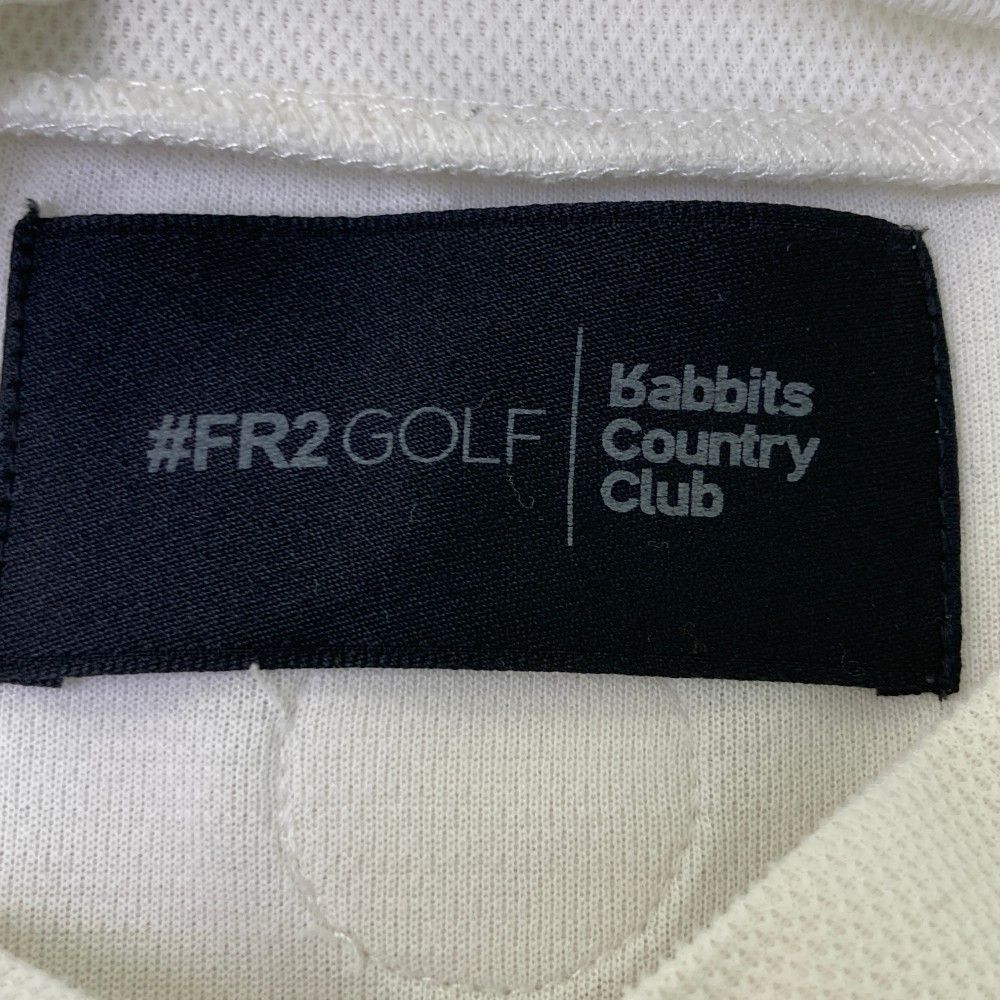 #FR2 GOLF
Rabbits
Country
Club